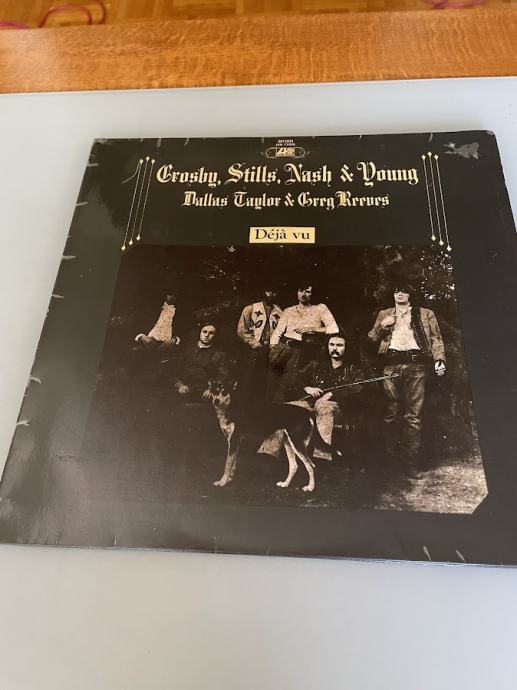 Crosby, Stills, Nash & Young
Dallas Taylor & Greg Reeves
Déjà vu